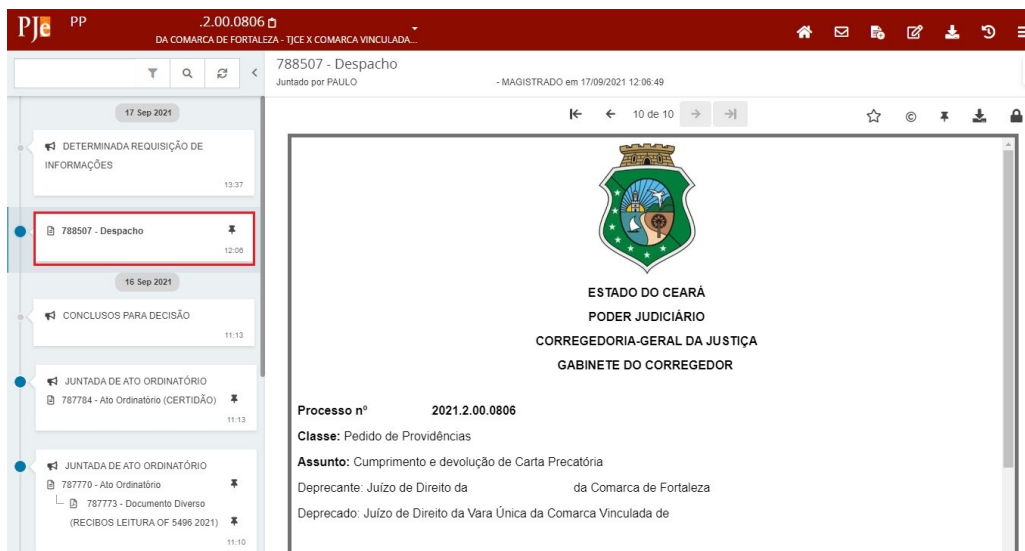 PJe
PP .2.00.0806
DA COMARCA DE FORTALEZA - TJCE X COMARCA VINCULADA...
788507 - Despacho
Juntado por PAULO - MAGISTRADO em 17/09/2021 12:06:49
10 de 10
17 Sep 2021
DETERMINADA REQUISIÇÃO DE
INFORMAÇÕES
13:37
788507 - Despacho
12:06
16 Sep 2021
CONCLUSOS PARA DECISÃO
11:13
JUNTADA DE ATO ORDINATÓRIO
787784 - Ato Ordinatório (CERTIDÃO)
11:13
JUNTADA DE ATO ORDINATÓRIO
787770 - Ato Ordinatório
787773 - Documento Diverso
(RECIBOS LEITURA OF 5496 2021)
11:10
ESTADO DO CEARÁ
PODER JUDICIÁRIO
CORREGEDORIA-GERAL DA JUSTIÇA
GABINETE DO CORREGEDOR
Processo nº 2021.2.00.0806
Classe: Pedido de Providências
Assunto: Cumprimento e devolução de Carta Precatória
Deprecante: Juízo de Direito da da Comarca de Fortaleza
Deprecado: Juízo de Direito da Vara Única da Comarca Vinculada de